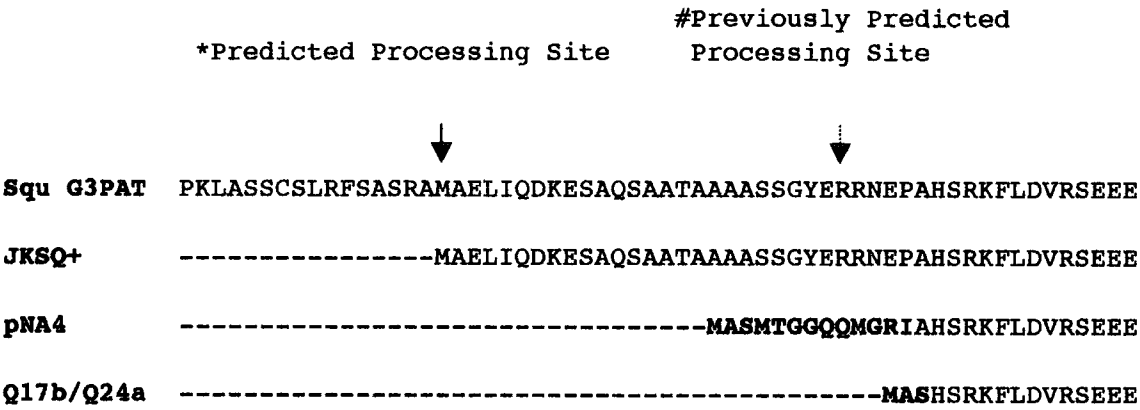 #Previously Predicted
*Predicted Processing Site Processing Site
Squ G3PAT PKLASSCSLRFSASRAMAELIQDKESAQSAATAAAASSGYERRNEPAHSRKFLDVRSEEE
JKSQ+ ----------------MAELIQDKESAQSAATAAAASSGYERRNEPAHSRKFLDVRSEEE
pNA4 ---------------------------------MASMTGGQQMGRIAHSRKFLDVRSEEE
Q17b/Q24a --------------------------------------------MASHSRKFLDVRSEEE